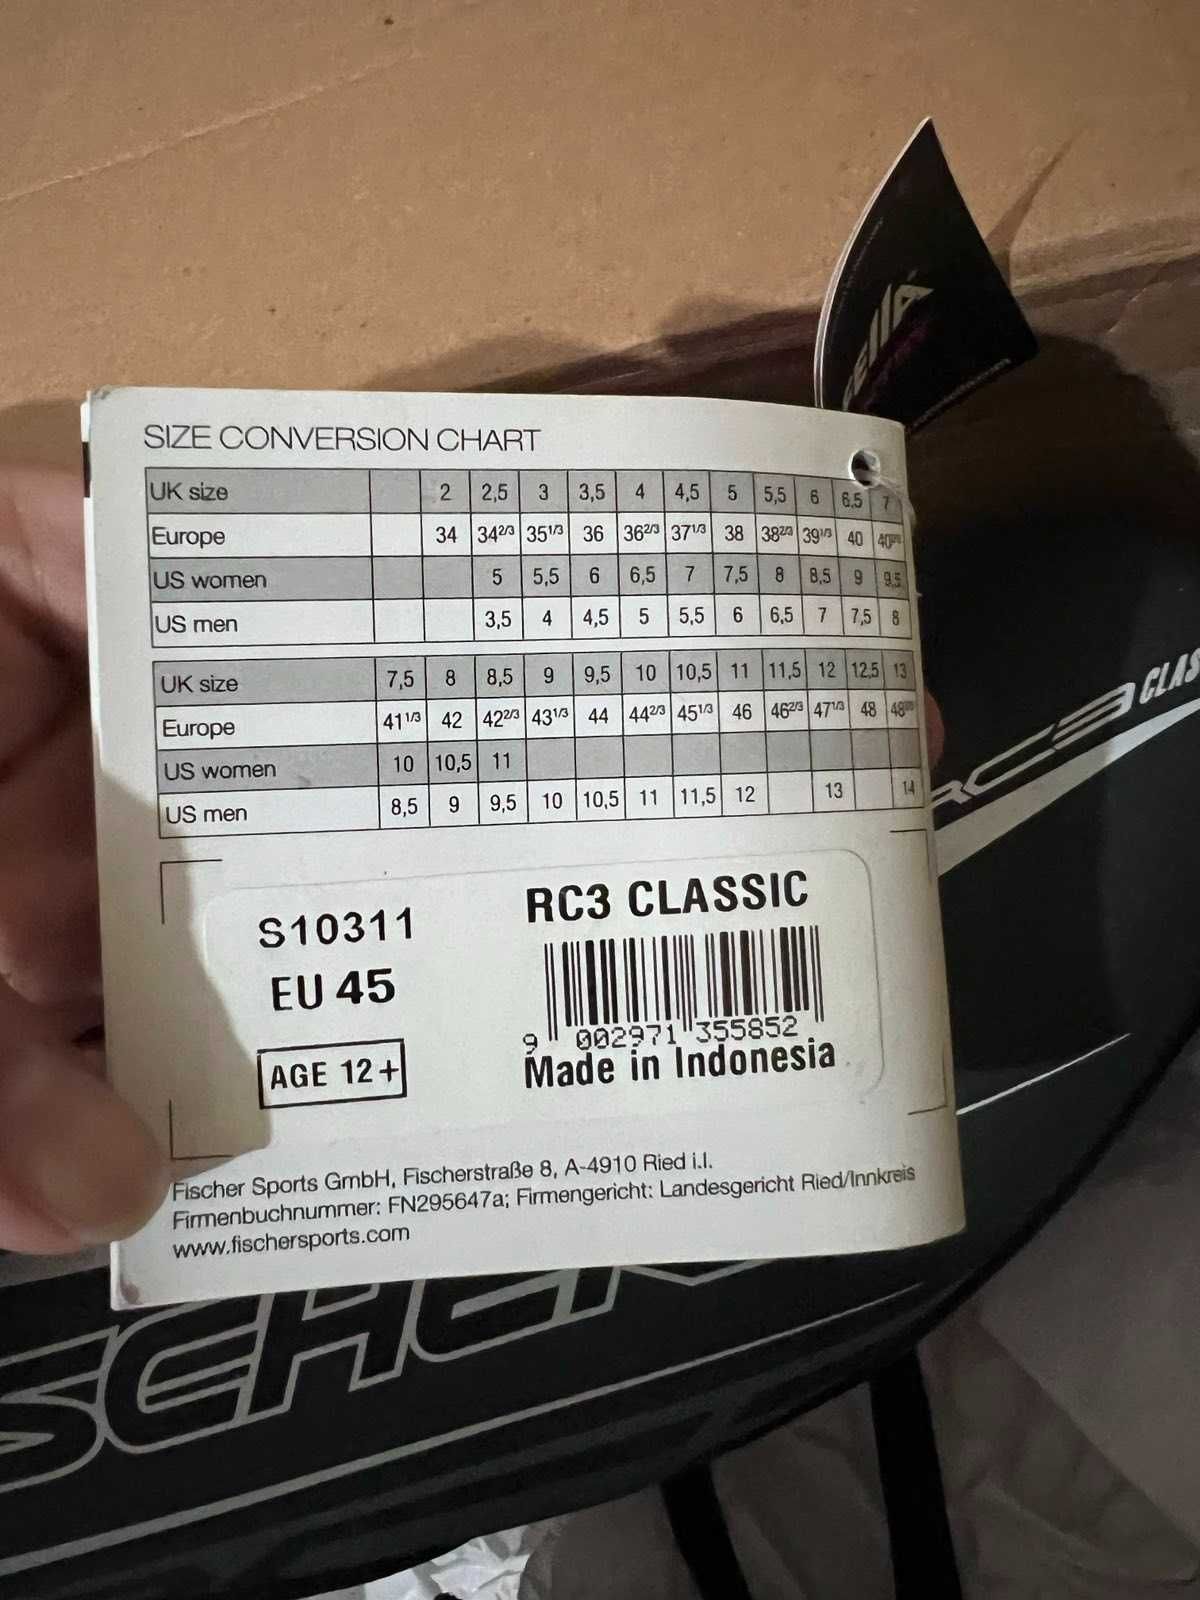 SIZE CONVERSION CHART
UK size 2 2,5 3 3,5 4 4,5 5 5,5 6 6,5 7
Europe 34 34 2/3 35 1/3 36 36 2/3 37 1/3 38 38 2/3 39 1/3 40 40 2/3
US women 5 5,5 6 6,5 7 7,5 8 8,5 9 9,5
US men 3,5 4 4,5 5 5,5 6 6,5 7 7,5 8
UK size 7,5 8 8,5 9 9,5 10 10,5 11 11,5 12 12,5 13
Europe 41 1/3 42 42 2/3 43 1/3 44 44 2/3 45 1/3 46 46 2/3 47 1/3 48 48 2/3
US women 10 10,5 11
US men 8,5 9 9,5 10 10,5 11 11,5 12 13 14
S10311
EU 45
AGE 12+
RC3 CLASSIC
9 002971 355852
Made in Indonesia
Fischer Sports GmbH, Fischerstraße 8, A-4910 Ried i.I.
Firmenbuchnummer: FN295647a; Firmengericht: Landesgericht Ried/Innkreis
www.fischersports.com
RC3 CLAS
SCHER